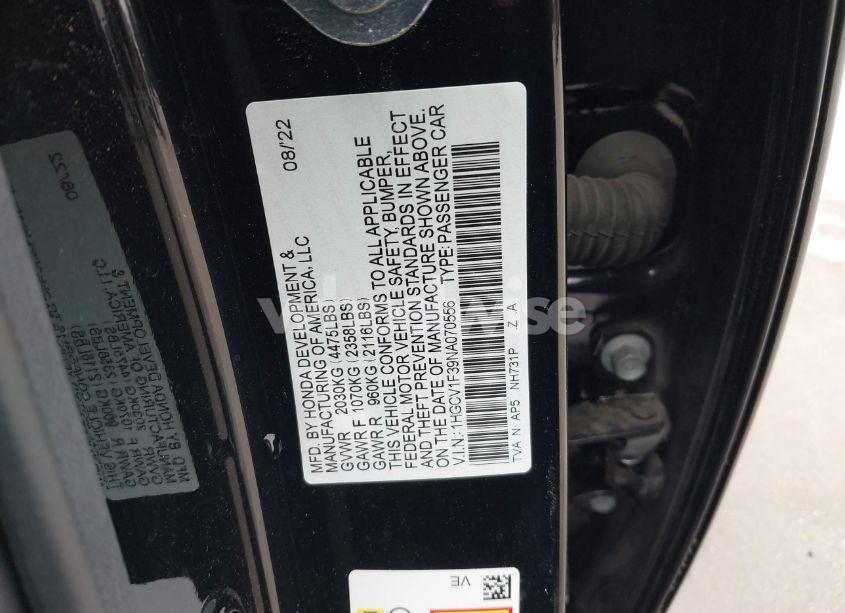 MFD. BY HONDA DEVELOPMENT & 08/22
MANUFACTURING OF AMERICA, LLC
GVWR 2030KG (4475LBS)
GAWR F 1070KG (2358LBS)
GAWR R 960KG (2116LBS)
THIS VEHICLE CONFORMS TO ALL APPLICABLE
FEDERAL MOTOR VEHICLE SAFETY, BUMPER,
AND THEFT PREVENTION STANDARDS IN EFFECT
ON THE DATE OF MANUFACTURE SHOWN ABOVE.
V.I.N.: 1HGCV1F39NA070556 TYPE: PASSENGER CAR
TVA N AP5 NH731P Z A
VE